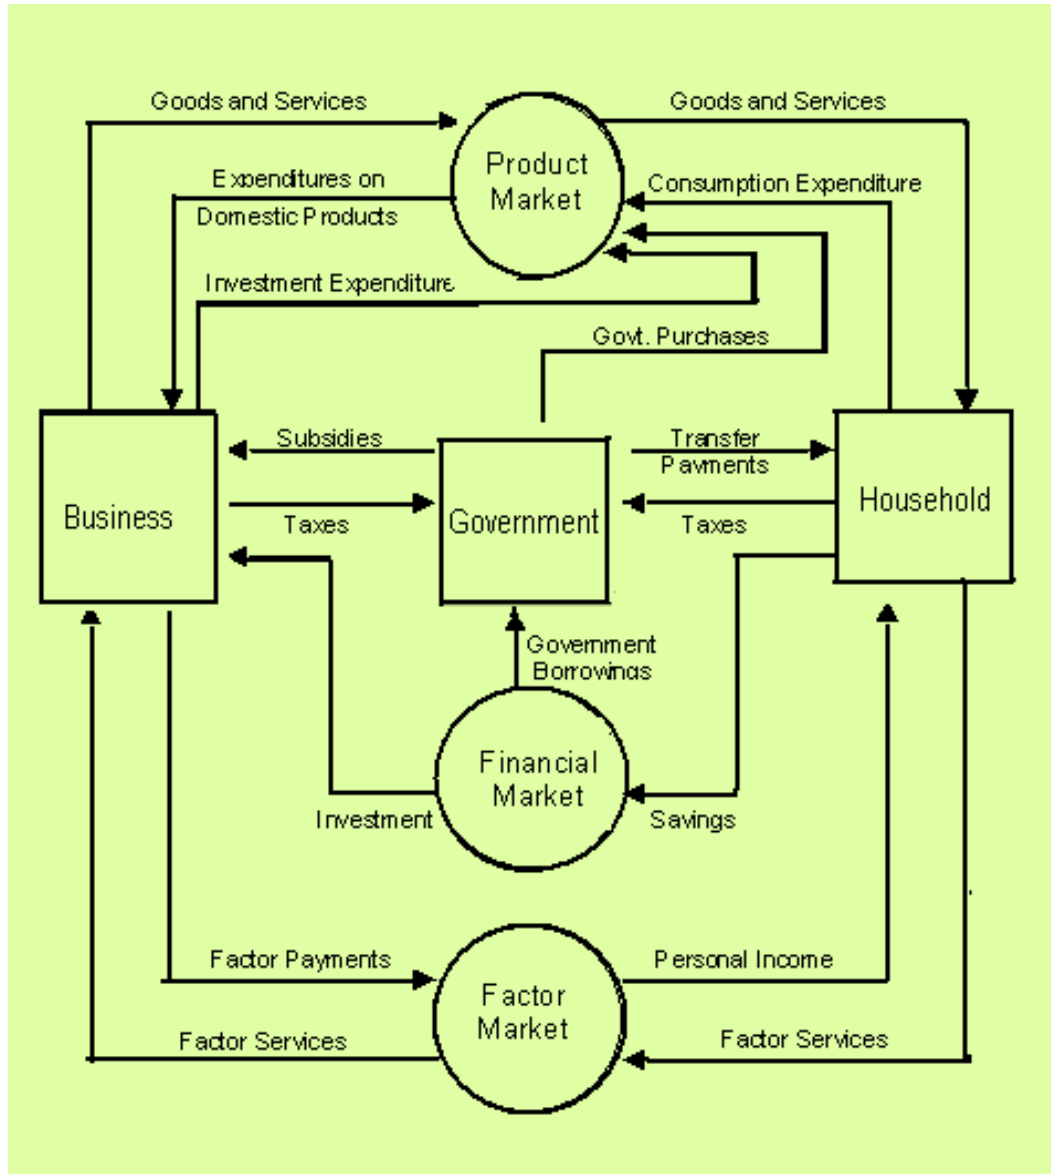 Goods and Services
Goods and Services
Product
Market
Expenditures on
Domestic Products
Consumption Expenditure
Investment Expenditure
Govt. Purchases
Subsidies
Transfer
Payments
Business
Government
Household
Taxes
Taxes
Government
Borrowings
Financial
Market
Investment
Savings
Factor Payments
Personal Income
Factor
Market
Factor Services
Factor Services